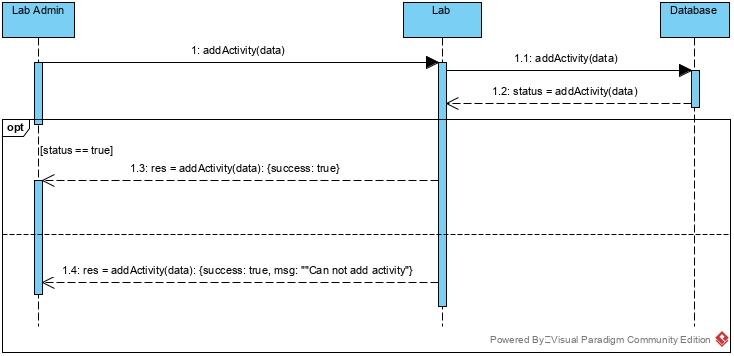 Lab Admin
Lab
Database
1: addActivity(data)
1.1: addActivity(data)
1.2: status = addActivity(data)
opt
[status == true]
1.3: res = addActivity(data): {success: true}
1.4: res = addActivity(data): {success: true, msg: ""Can not add activity"}
Powered By Visual Paradigm Community Edition